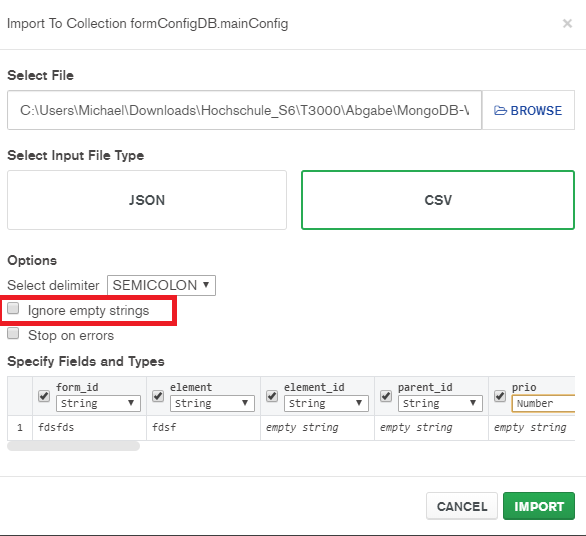 Import To Collection formConfigDB.mainConfig ×
Select File
C:\Users\Michael\Downloads\Hochschule_S6\T3000\Abgabe\MongoDB-V BROWSE
Select Input File Type
JSON CSV
Options
Select delimiter SEMICOLON
Ignore empty strings
Stop on errors
Specify Fields and Types
form_id element element_id parent_id prio
String String String String Number
1 fdsfds fdsf empty string empty string empty string
CANCEL IMPORT